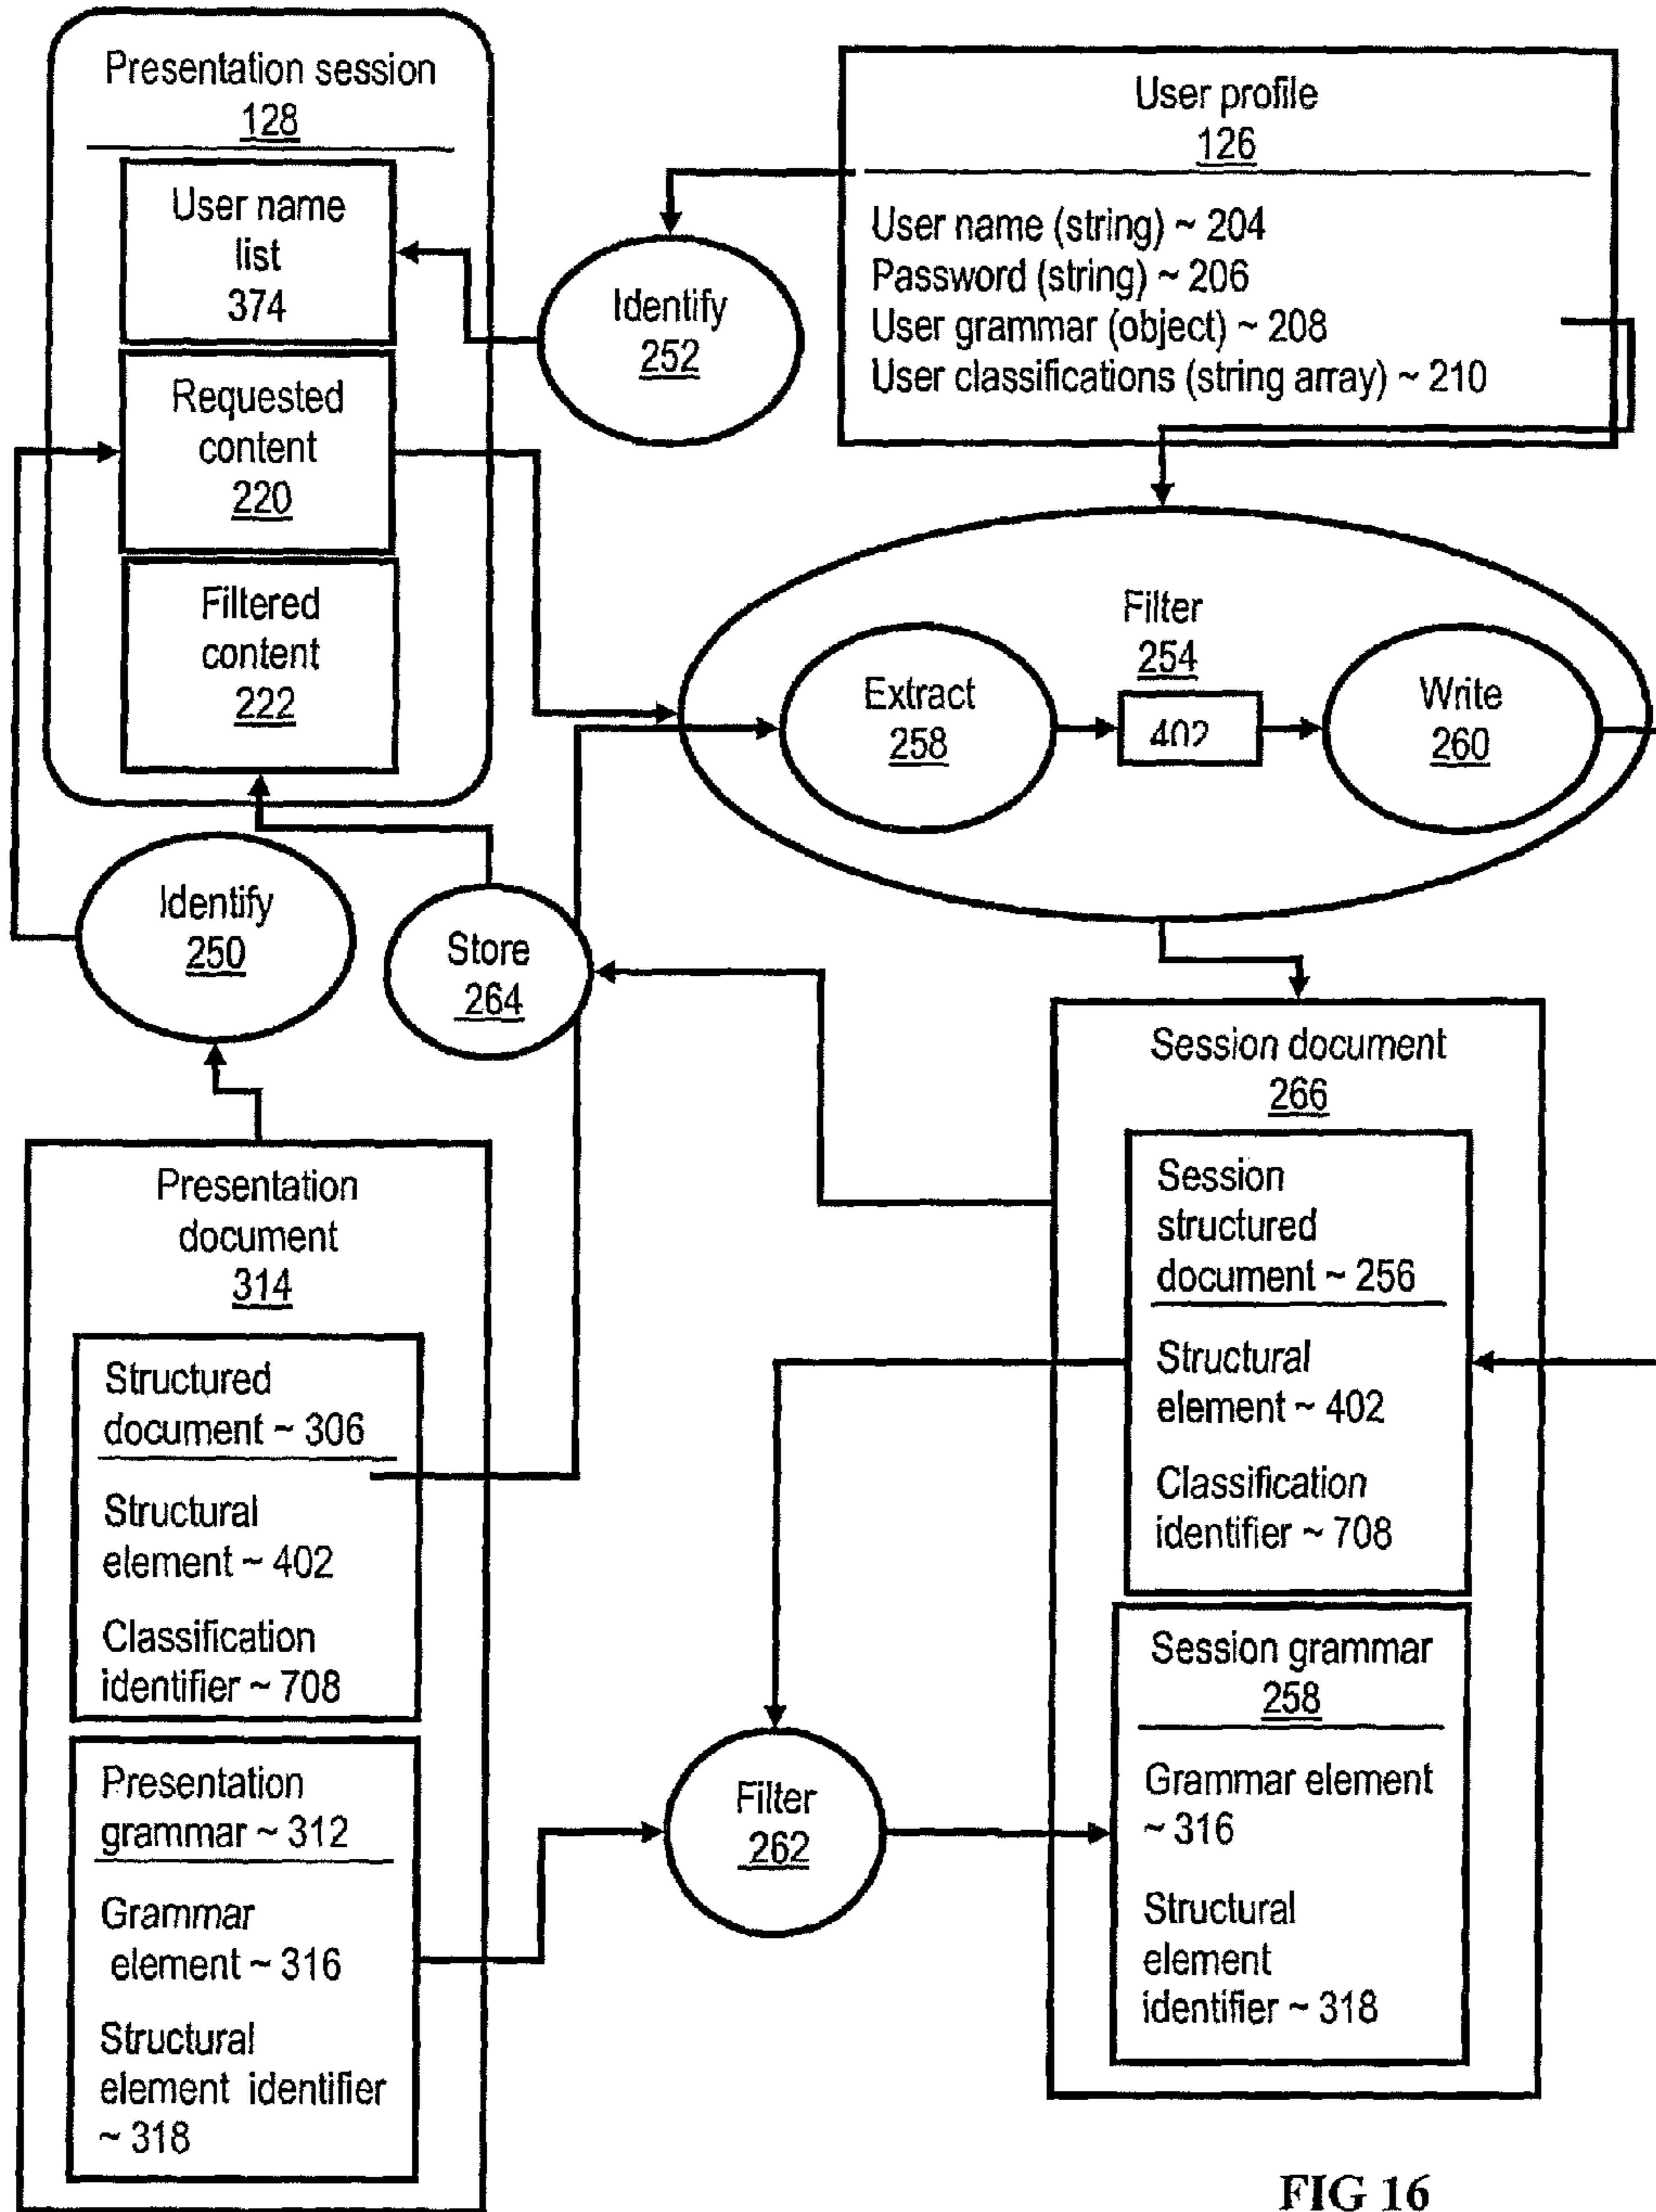 Presentation session
128
User name
list
374
Requested
content
220
Filtered
content
222
User profile
126
User name (string) ~ 204
Password (string) ~ 206
User grammar (object) ~ 208
User classifications (string array) ~ 210
Identify
252
Filter
254
Extract
258
402
Write
260
Identify
250
Store
264
Presentation
document
314
Structured
document ~ 306
Structural
element ~ 402
Classification
identifier ~ 708
Presentation
grammar ~ 312
Grammar
element ~ 316
Structural
element identifier
~ 318
Filter
262
Session document
266
Session
structured
document ~ 256
Structural
element ~ 402
Classification
identifier ~ 708
Session grammar
258
Grammar element
~ 316
Structural
element
identifier ~ 318
FIG 16